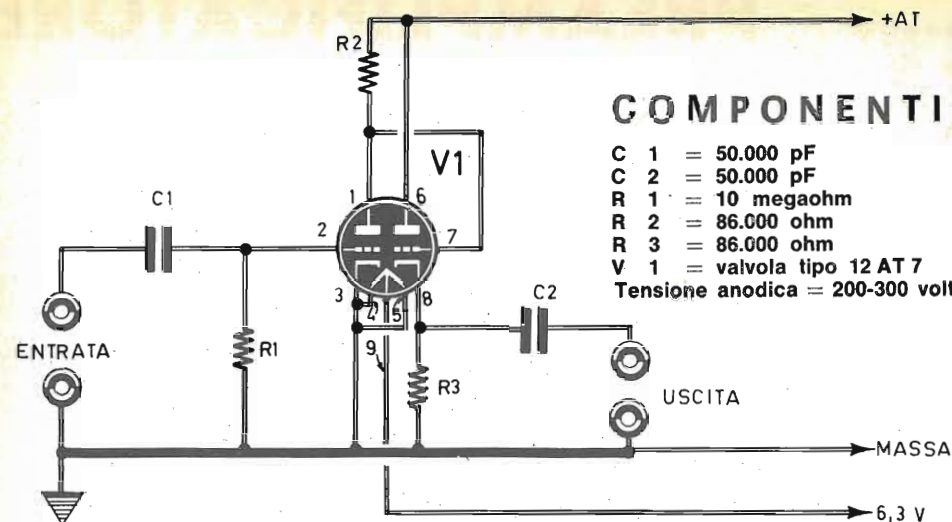 +AT
R2
COMPONENTI
C 1 = 50.000 pF
C 2 = 50.000 pF
R 1 = 10 megaohm
R 2 = 86.000 ohm
R 3 = 86.000 ohm
V 1 = valvola tipo 12 AT 7
Tensione anodica = 200-300 volt
V1
1
6
C1
2
7
3
4
5
8
C2
ENTRATA
R1
9
R3
USCITA
MASSA
6,3 V